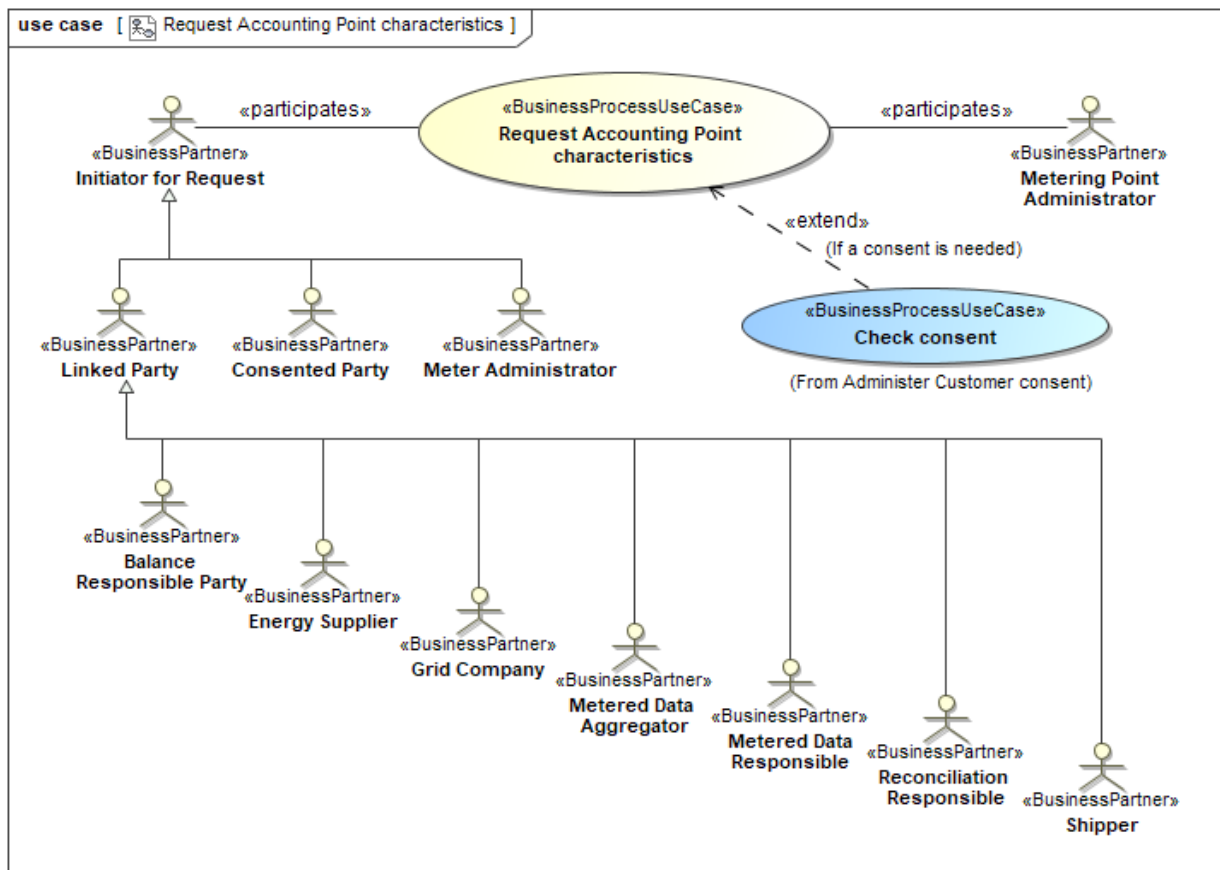 use case [ Request Accounting Point characteristics ]
«participates»
«BusinessProcessUseCase»
Request Accounting Point
characteristics
«participates»
«BusinessPartner»
Initiator for Request
«BusinessPartner»
Metering Point
Administrator
«extend»
(If a consent is needed)
«BusinessProcessUseCase»
Check consent
(From Administer Customer consent)
«BusinessPartner»
Linked Party
«BusinessPartner»
Consented Party
«BusinessPartner»
Meter Administrator
«BusinessPartner»
Balance
Responsible Party
«BusinessPartner»
Energy Supplier
«BusinessPartner»
Grid Company
«BusinessPartner»
Metered Data
Aggregator
«BusinessPartner»
Metered Data
Responsible
«BusinessPartner»
Reconciliation
Responsible
«BusinessPartner»
Shipper